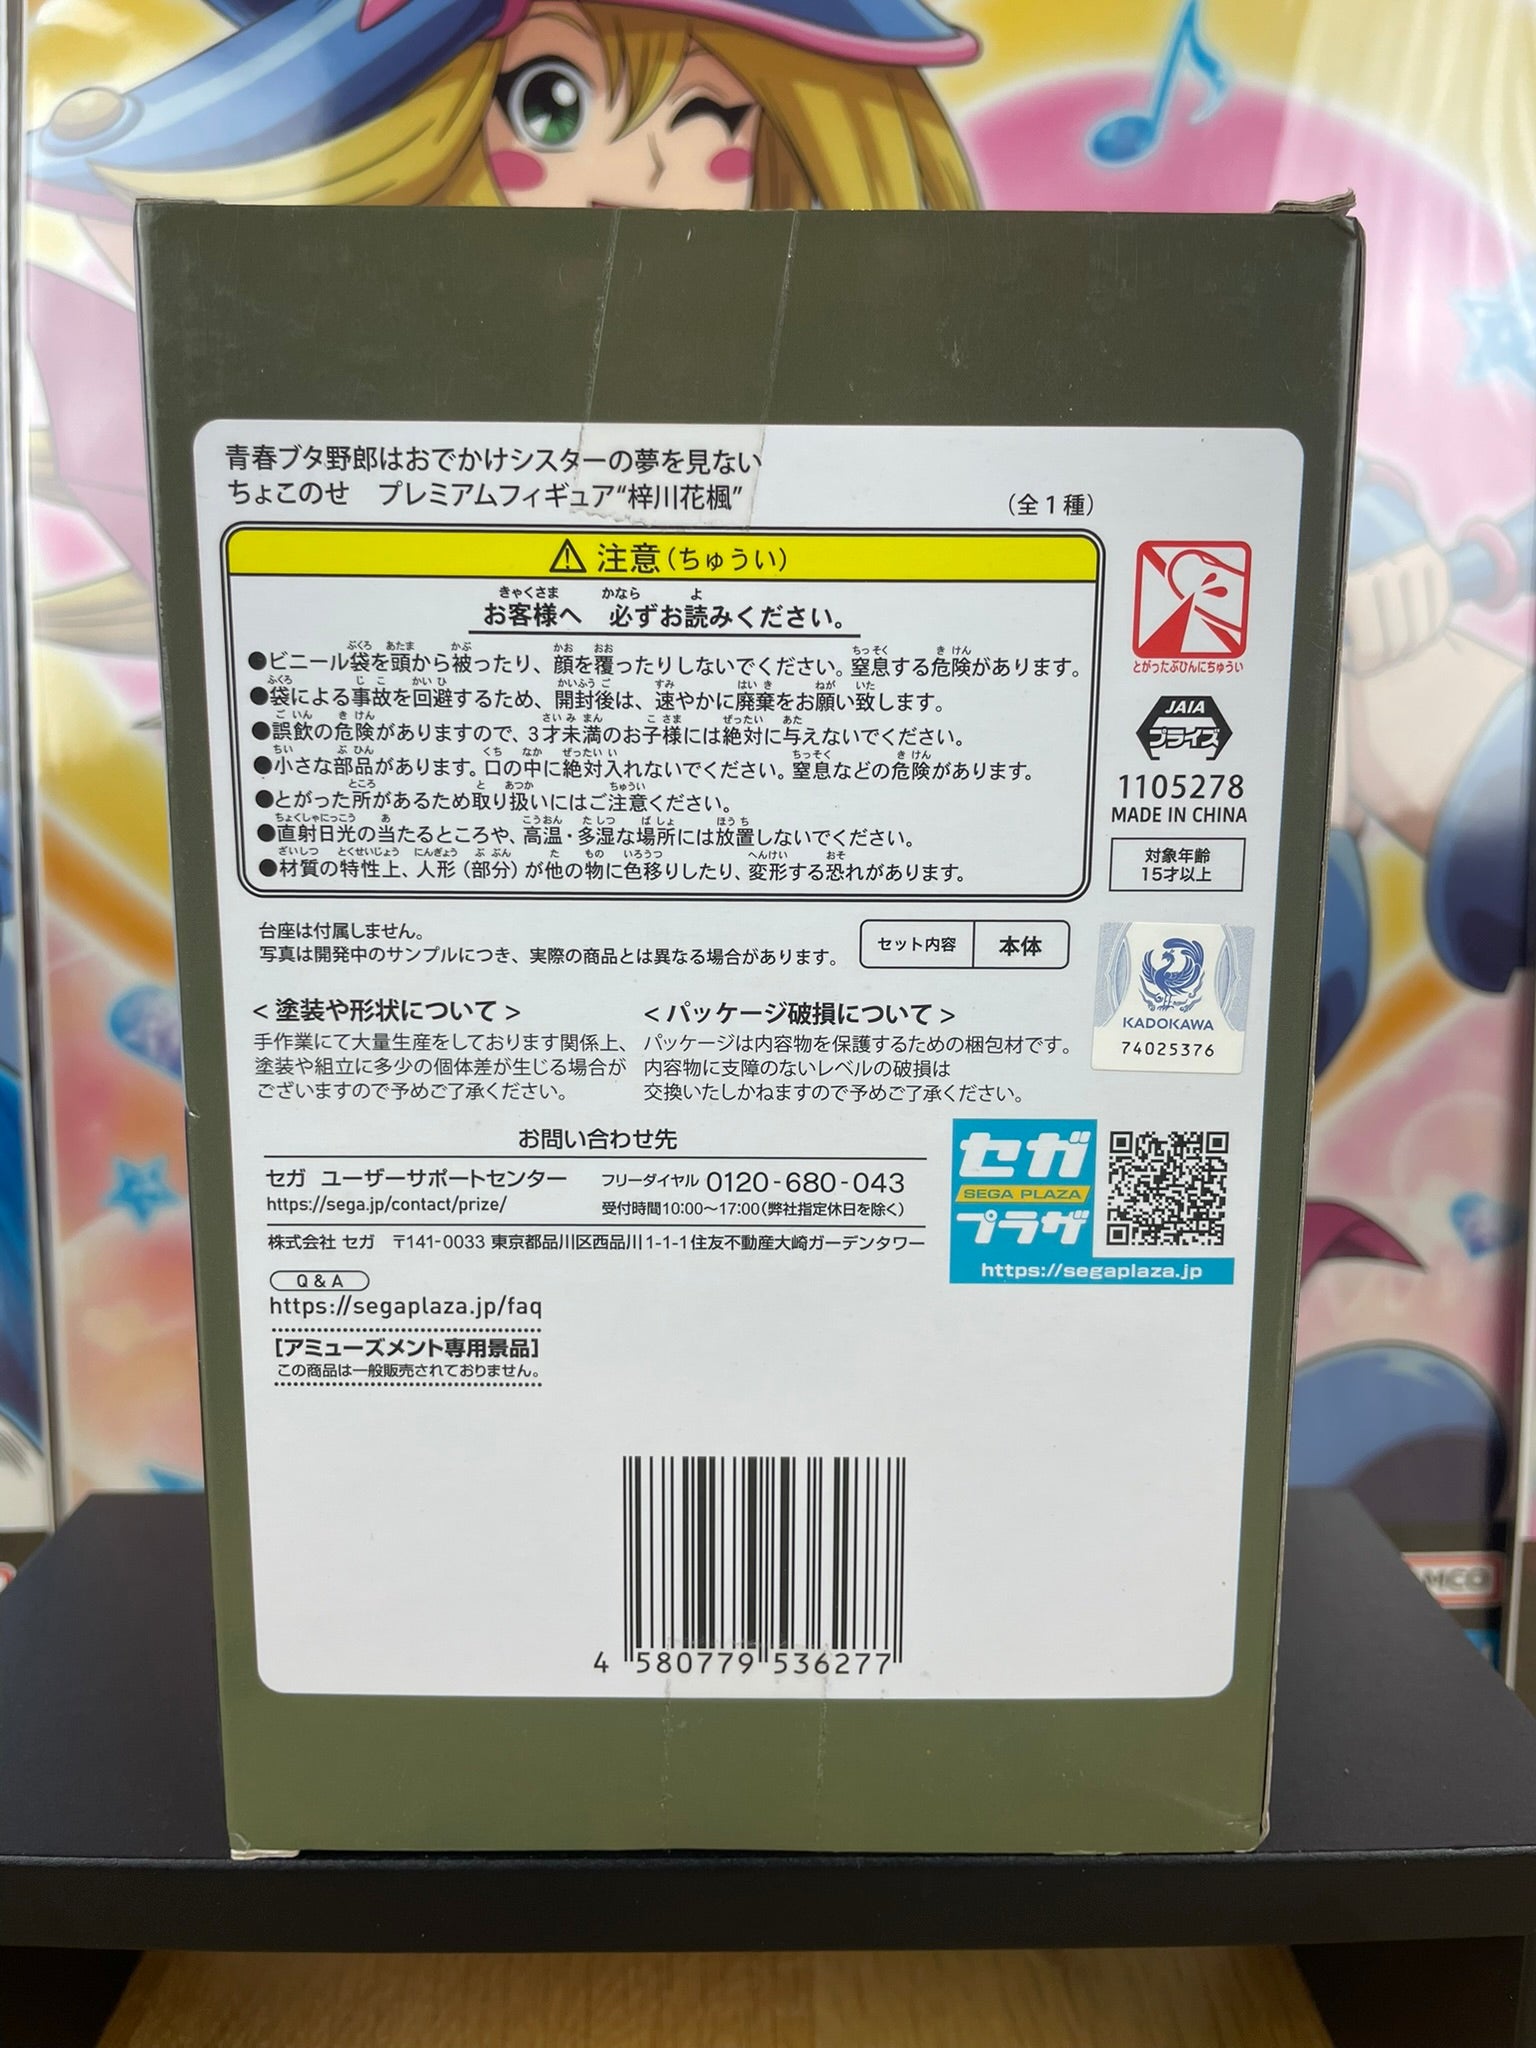 青春ブタ野郎はおでかけシスターの夢を見ない
ちょこのせ　プレミアムフィギュア“梓川花楓”
（全１種）
⚠ 注意（ちゅうい）
お客様へ　必ずお読みください。
●ビニール袋を頭から被ったり、顔を覆ったりしないでください。窒息する危険があります。
●袋による事故を回避するため、開封後は、速やかに廃棄をお願い致します。
●誤飲の危険がありますので、3才未満のお子様には絶対に与えないでください。
●小さな部品があります。口の中に絶対入れないでください。窒息などの危険があります。
●とがった所があるため取り扱いにはご注意ください。
●直射日光の当たるところや、高温・多湿な場所には放置しないでください。
●材質の特性上、人形（部分）が他の物に色移りしたり、変形する恐れがあります。
とがったぶひんにちゅうい
JAIA
プライズ
1105278
MADE IN CHINA
対象年齢
15才以上
台座は付属しません。
写真は開発中のサンプルにつき、実際の商品とは異なる場合があります。
セット内容 本体
KADOKAWA
74025376
< 塗装や形状について >
手作業にて大量生産をしております関係上、
塗装や組立に多少の個体差が生じる場合が
ございますので予めご了承ください。
< パッケージ破損について >
パッケージは内容物を保護するための梱包材です。
内容物に支障のないレベルの破損は
交換いたしかねますので予めご了承ください。
お問い合わせ先
セガ ユーザーサポートセンター
https://sega.jp/contact/prize/
フリーダイヤル 0120-680-043
受付時間10:00～17:00（弊社指定休日を除く）
株式会社 セガ　〒141-0033 東京都品川区西品川1-1-1住友不動産大崎ガーデンタワー
セガ
SEGA PLAZA
プラザ
https://segaplaza.jp
Q&A
https://segaplaza.jp/faq
［アミューズメント専用景品］
この商品は一般販売されておりません。
4 580779 536277